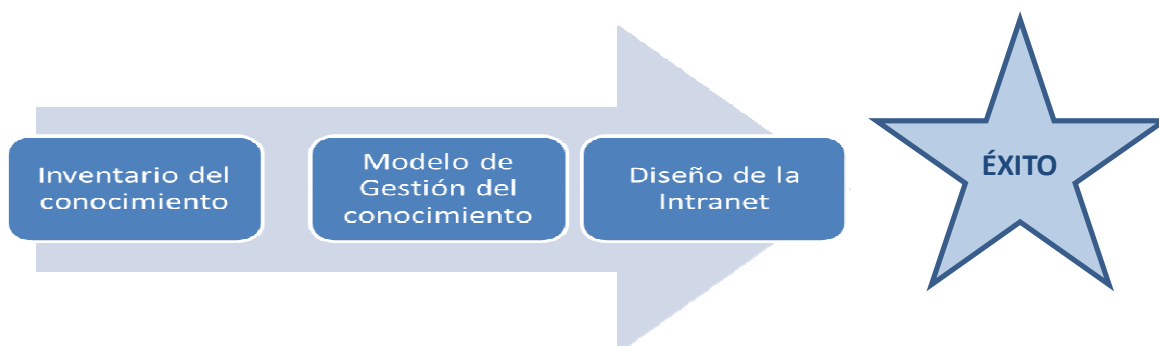 Inventario del
conocimiento
Modelo de
Gestión del
conocimiento
Diseño de la
Intranet
ÉXITO